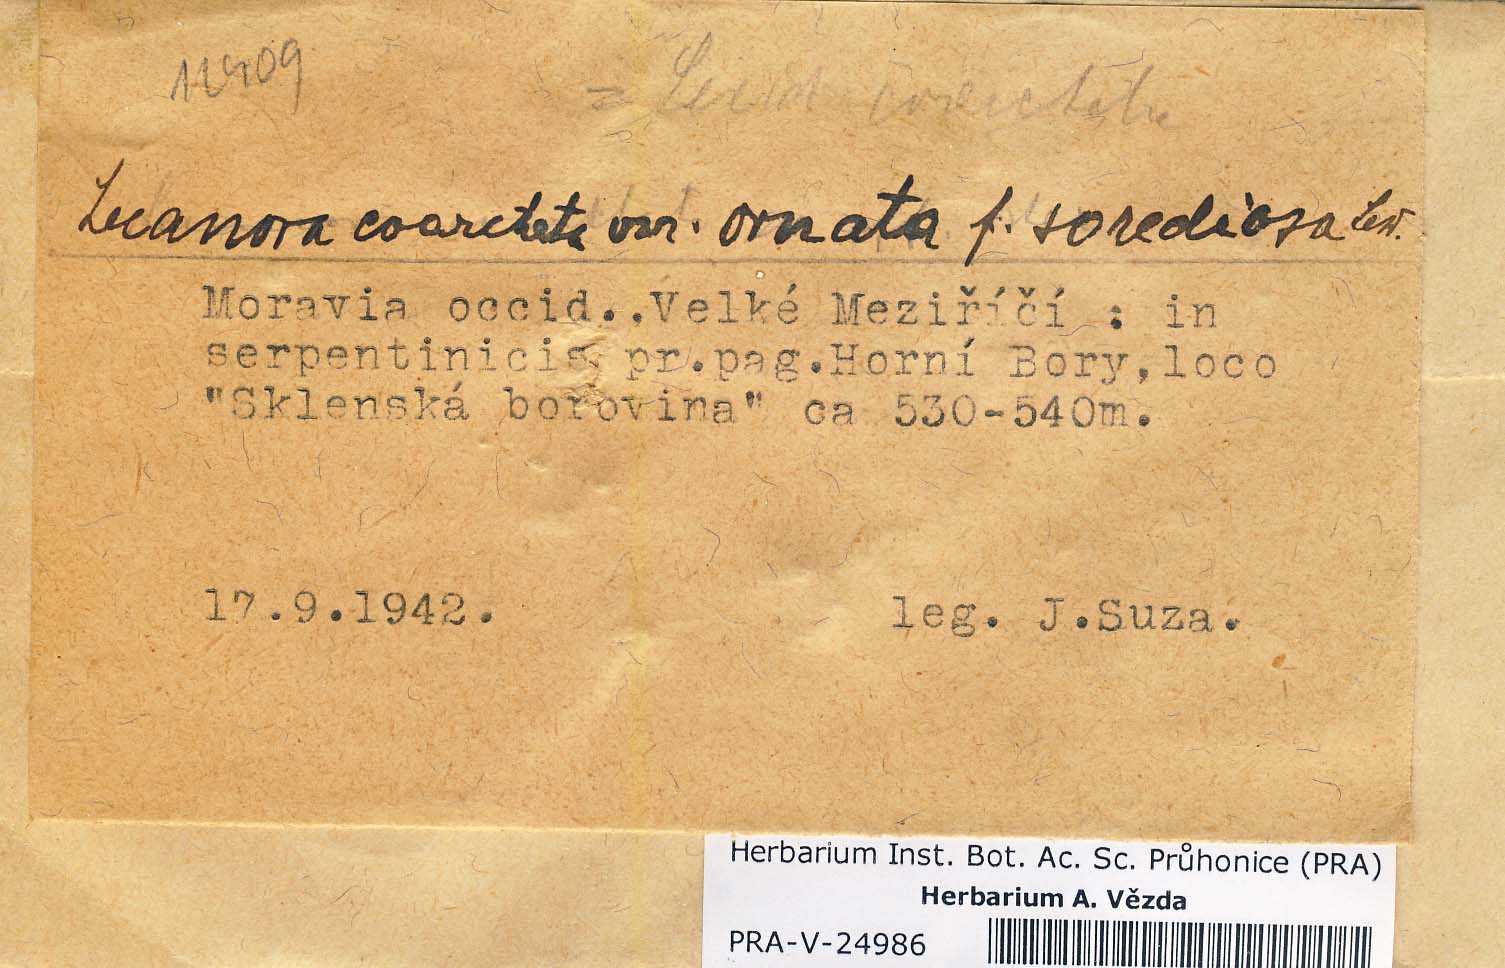 11409
= Lecid coarctata
Lecanora coarctata var. ornata f. sorediosa
Moravia occid..Velké Meziříčí : in
serpentinicis pr.pag.Horní Bory,loco
"Sklenská borovina" ca 530-540m.
17.9.1942. leg. J.Suza.
Herbarium Inst. Bot. Ac. Sc. Průhonice (PRA)
Herbarium A. Vězda
PRA-V-24986